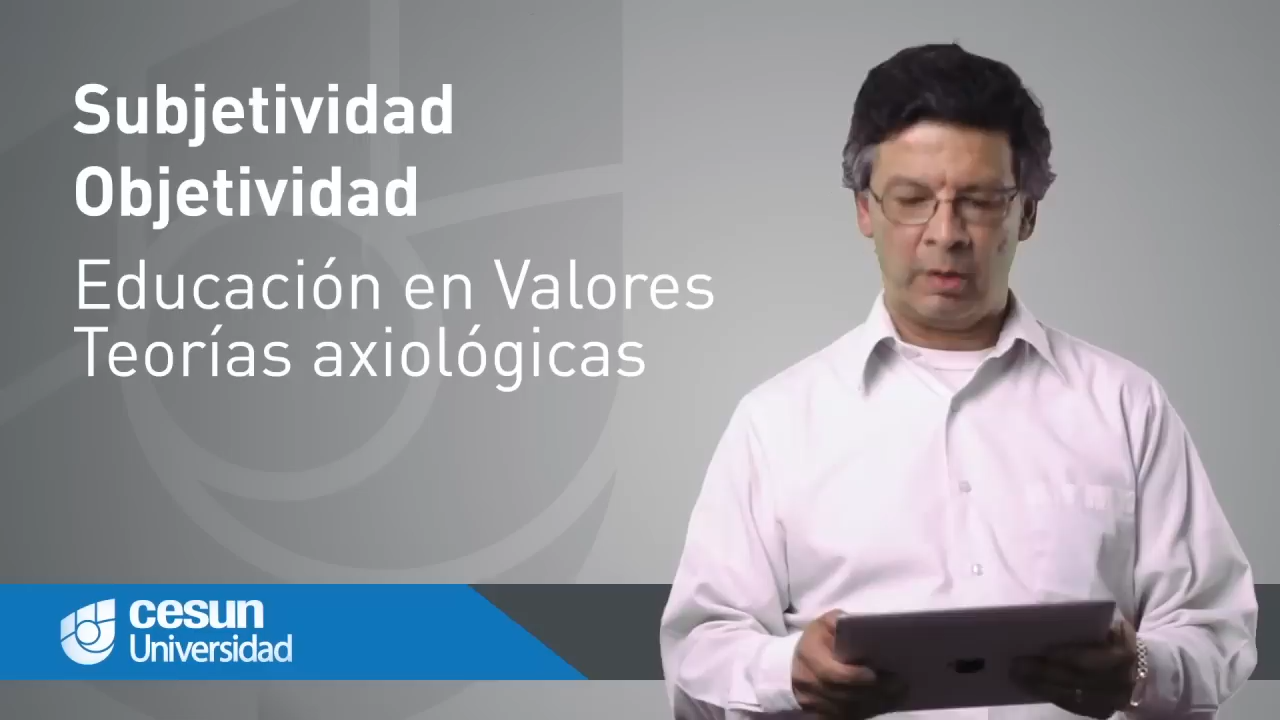 Subjetividad
Objetividad
Educación en Valores
Teorías axiológicas
cesun
Universidad